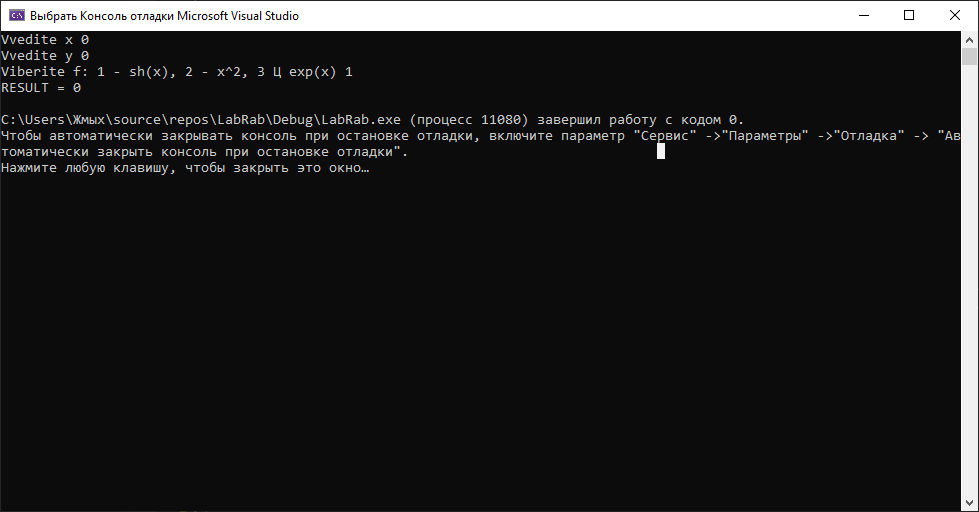 Выбрать Консоль отладки Microsoft Visual Studio
Vvedite x 0
Vvedite y 0
Viberite f: 1 - sh(x), 2 - x^2, 3 Ц exp(x) 1
RESULT = 0
C:\Users\Жмых\source\repos\LabRab\Debug\LabRab.exe (процесс 11080) завершил работу с кодом 0.
Чтобы автоматически закрывать консоль при остановке отладки, включите параметр "Сервис" ->"Параметры" ->"Отладка" -> "Ав
томатически закрыть консоль при остановке отладки".
Нажмите любую клавишу, чтобы закрыть это окно…